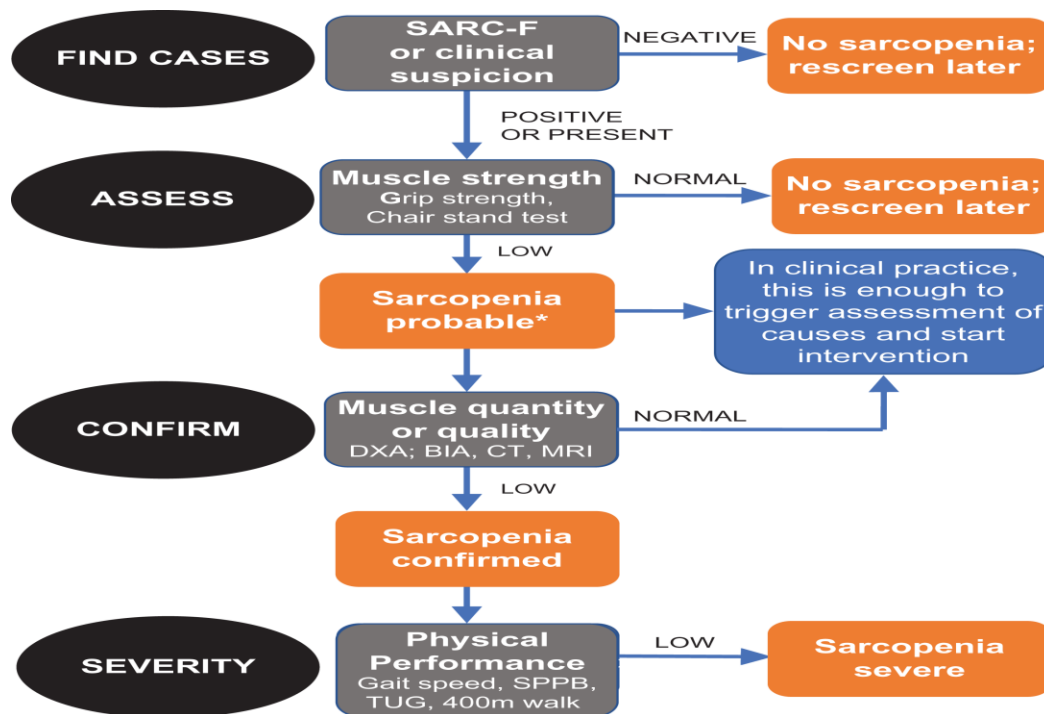 FIND CASES
SARC-F
or clinical
suspicion
NEGATIVE
No sarcopenia;
rescreen later
POSITIVE
OR PRESENT
ASSESS
Muscle strength
Grip strength,
Chair stand test
NORMAL
No sarcopenia;
rescreen later
LOW
Sarcopenia
probable*
In clinical practice,
this is enough to
trigger assessment of
causes and start
intervention
CONFIRM
Muscle quantity
or quality
DXA; BIA, CT, MRI
NORMAL
LOW
Sarcopenia
confirmed
SEVERITY
Physical
Performance
Gait speed, SPPB,
TUG, 400m walk
LOW
Sarcopenia
severe